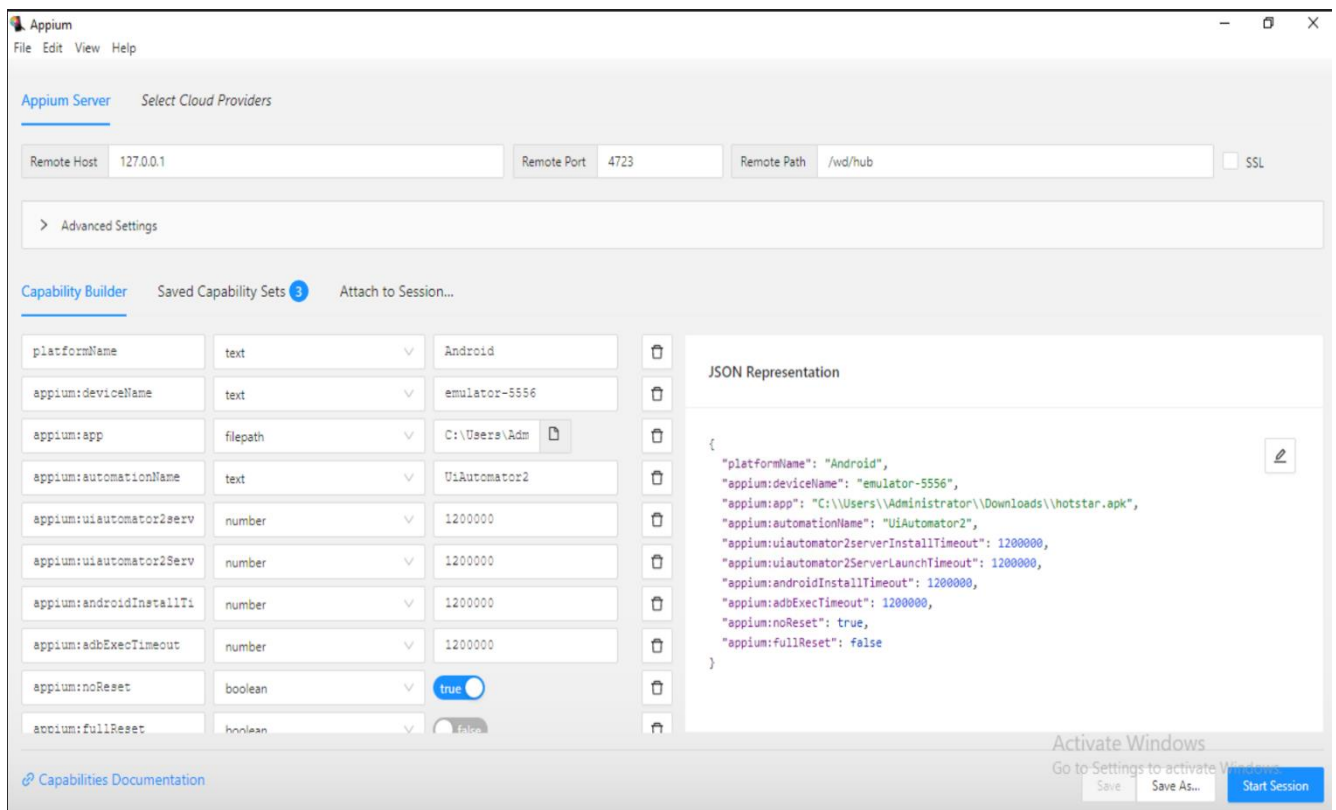 Appium
File Edit View Help
Appium Server Select Cloud Providers
Remote Host 127.0.0.1 Remote Port 4723 Remote Path /wd/hub SSL
Advanced Settings
Capability Builder Saved Capability Sets 3 Attach to Session...
platformName text Android
appium:deviceName text emulator-5556
appium:app filepath C:\Users\Adm
appium:automationName text UiAutomator2
appium:uiautomator2serv number 1200000
appium:uiautomator2Serv number 1200000
appium:androidInstallTi number 1200000
appium:adbExecTimeout number 1200000
appium:noReset boolean true
appium:fullReset boolean false
JSON Representation
{
"platformName": "Android",
"appium:deviceName": "emulator-5556",
"appium:app": "C:\\Users\\Administrator\\Downloads\\hotstar.apk",
"appium:automationName": "UiAutomator2",
"appium:uiautomator2serverInstallTimeout": 1200000,
"appium:uiautomator2ServerLaunchTimeout": 1200000,
"appium:androidInstallTimeout": 1200000,
"appium:adbExecTimeout": 1200000,
"appium:noReset": true,
"appium:fullReset": false
}
Activate Windows
Go to Settings to activate Windows.
Capabilities Documentation Save Save As... Start Session